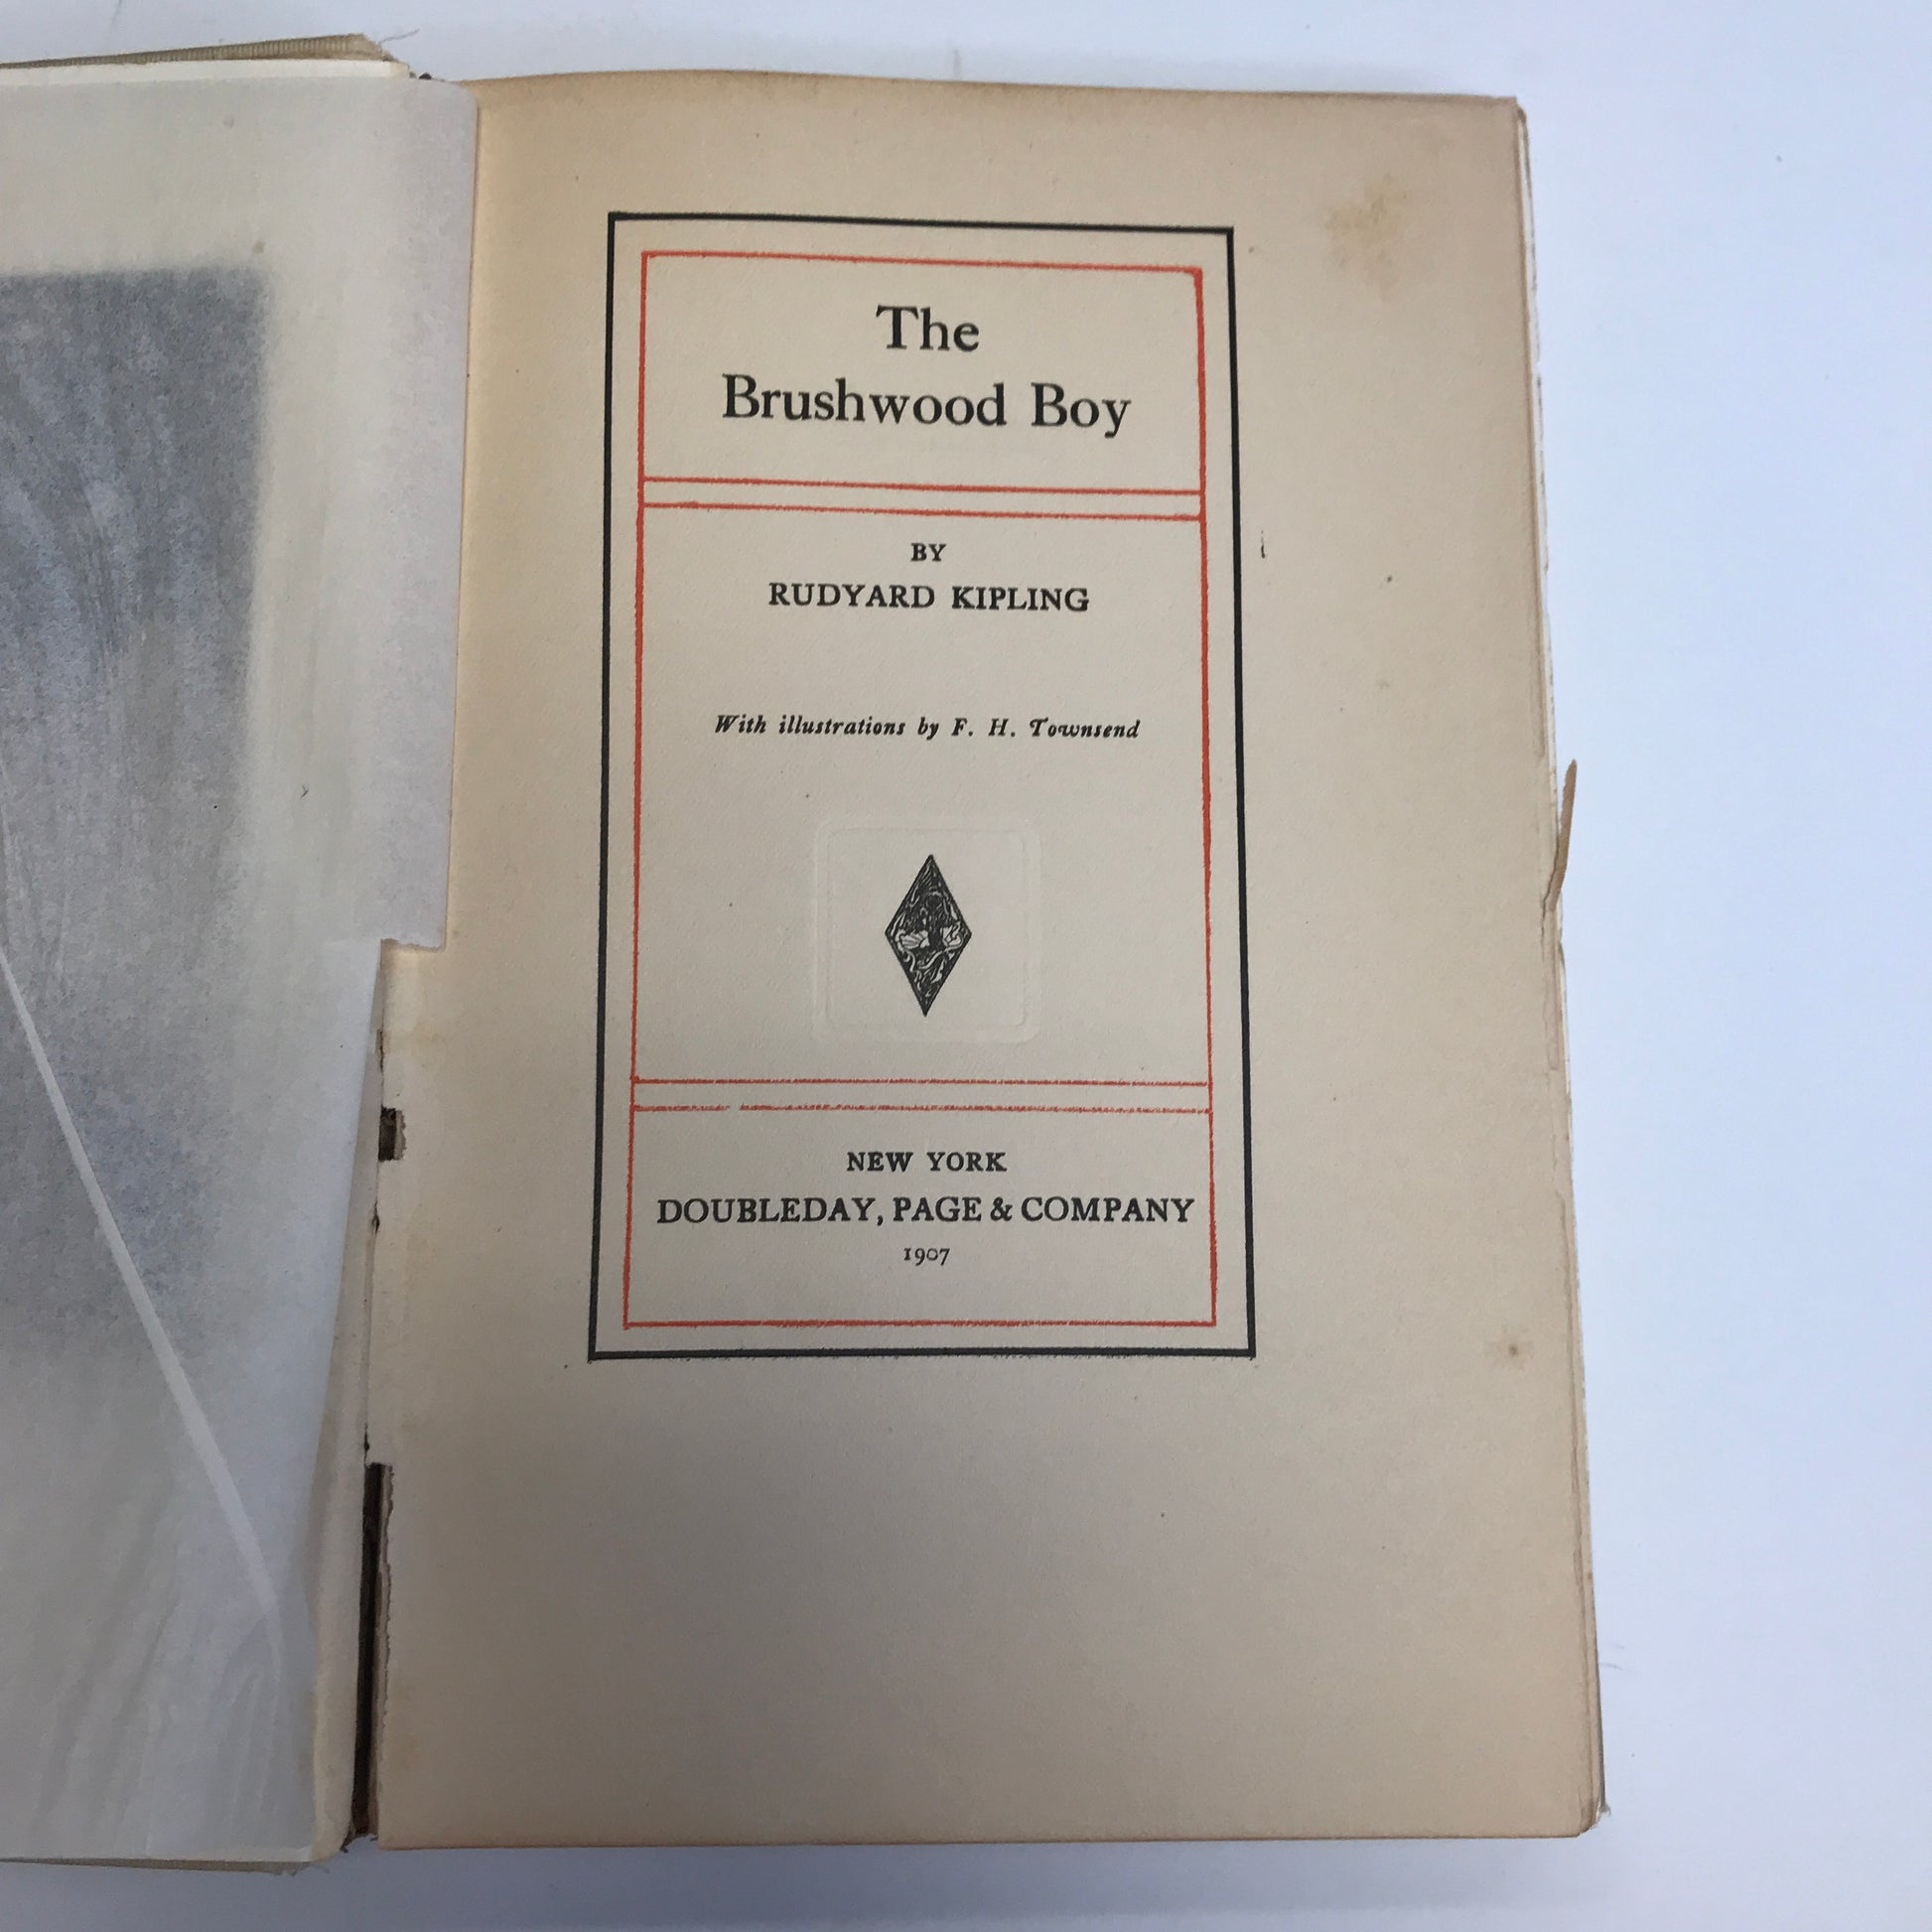 The
Brushwood Boy
BY
RUDYARD KIPLING
With illustrations by F. H. Townsend
NEW YORK
DOUBLEDAY, PAGE & COMPANY
1907